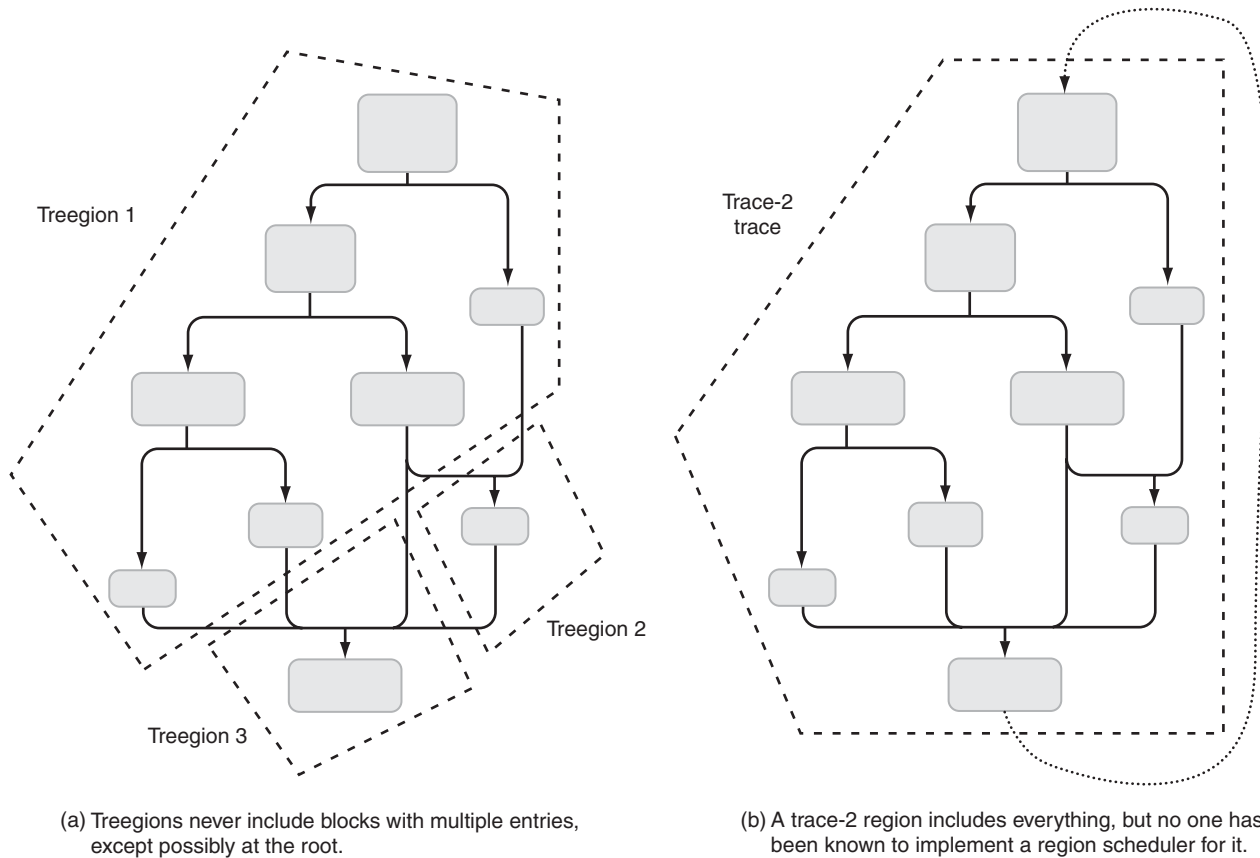 Treegion 1
Treegion 2
Treegion 3
(a) Treegions never include blocks with multiple entries,
except possibly at the root.
Trace-2
trace
(b) A trace-2 region includes everything, but no one has
been known to implement a region scheduler for it.